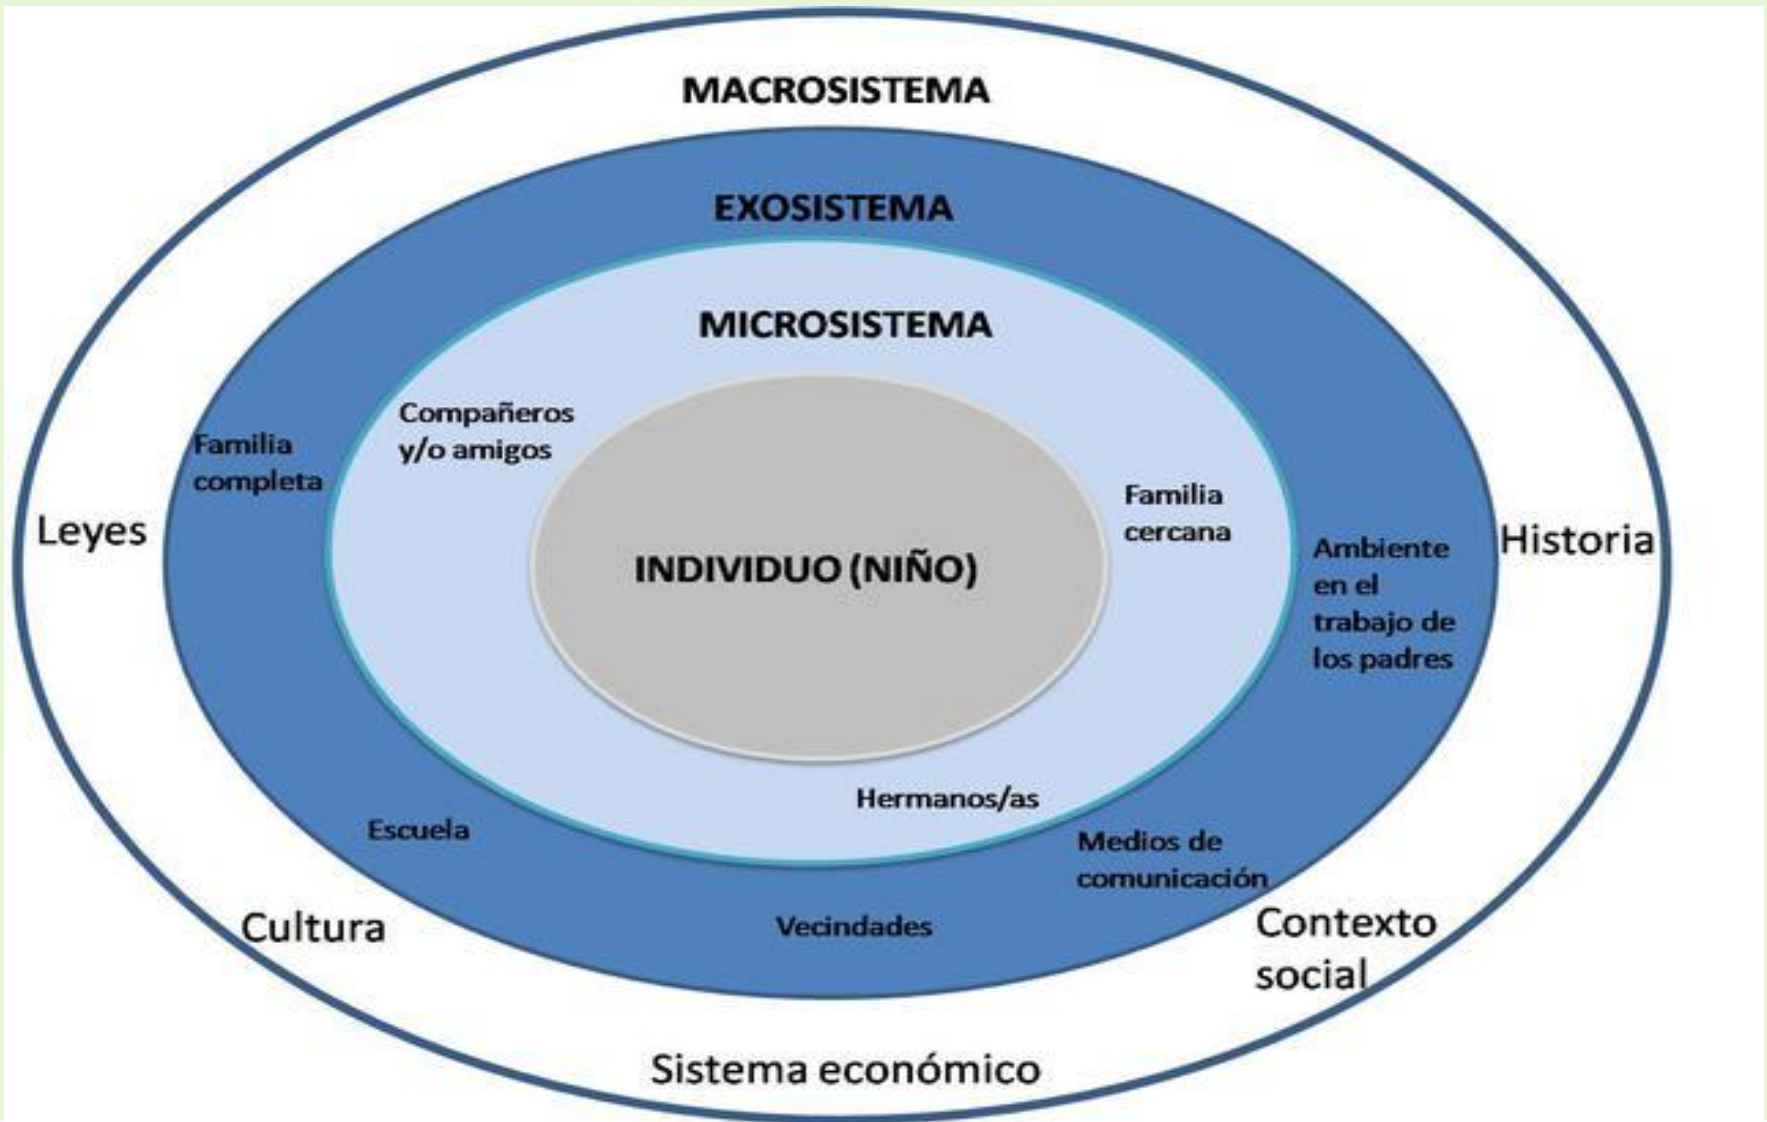 MACROSISTEMA
EXOSISTEMA
MICROSISTEMA
Compañeros
y/o amigos
Familia
completa
Familia
cercana
Leyes
Historia
INDIVIDUO (NIÑO)
Ambiente
en el
trabajo de
los padres
Hermanos/as
Escuela
Medios de
comunicación
Vecindades
Cultura
Contexto
social
Sistema económico